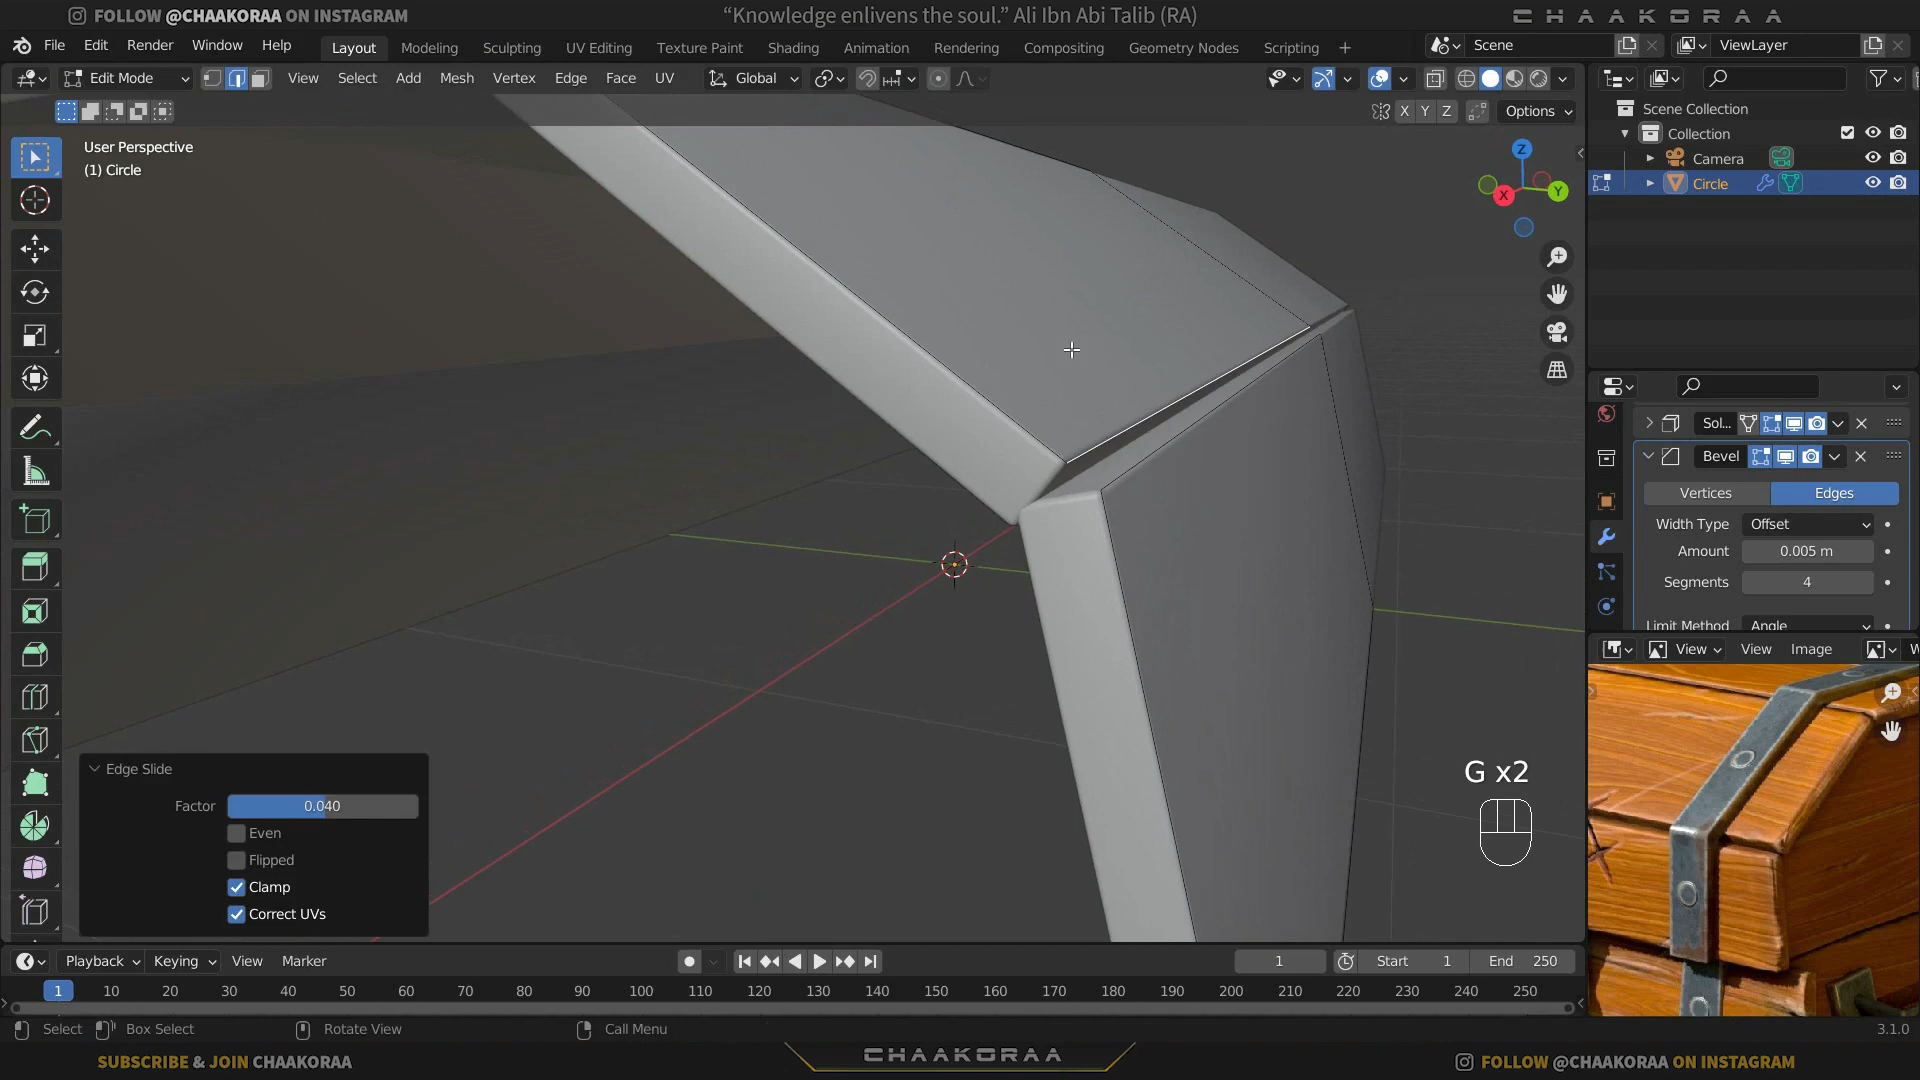 FOLLOW @CHAAKORAA ON INSTAGRAM
“Knowledge enlivens the soul.” Ali Ibn Abi Talib (RA)
CHAAKORAA
File Edit Render Window Help
Layout Modeling Sculpting UV Editing Texture Paint Shading Animation Rendering Compositing Geometry Nodes Scripting +
Scene
ViewLayer
Edit Mode
View Select Add Mesh Vertex Edge Face UV
Global
X Y Z
Options
User Perspective
(1) Circle
Z
X
Y
Scene Collection
Collection
Camera
Circle
Sol...
Bevel
Vertices
Edges
Width Type Offset
Amount 0.005 m
Segments 4
Limit Method Angle
View
View Image
Edge Slide
Factor 0.040
Even
Flipped
Clamp
Correct UVs
G x2
Playback Keying View Marker
1
Start 1
End 250
1 10 20 30 40 50 60 70 80 90 100 110 120 130 140 150 160 170 180 190 200 210 220 230 240 250
Select Box Select Rotate View Call Menu
3.1.0
SUBSCRIBE & JOIN CHAAKORAA
CHAAKORAA
FOLLOW @CHAAKORAA ON INSTAGRAM